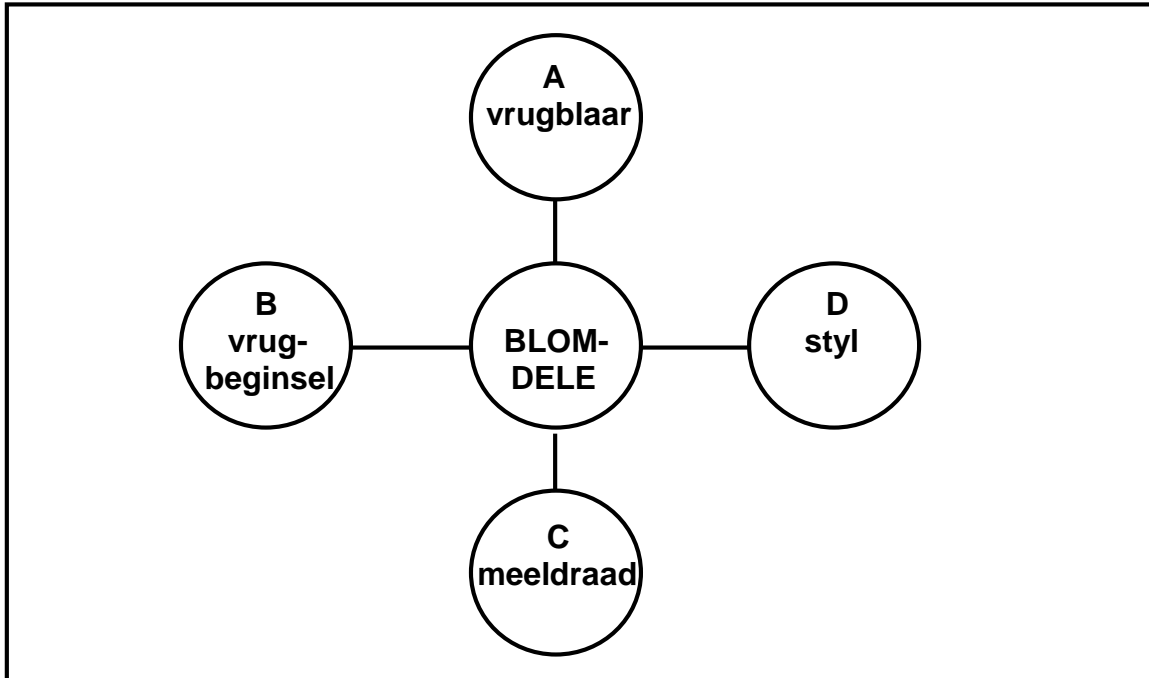 A
vrugblaar
B
vrug-
beginsel
BLOM-
DELE
D
styl
C
meeldraad